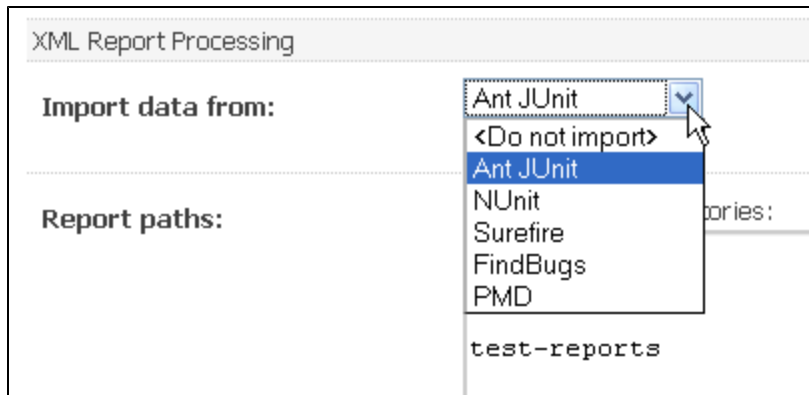 XML Report Processing
Import data from:
Ant JUnit
<Do not import>
Ant JUnit
NUnit
Report paths:
Surefire
FindBugs
PMD
test-reports